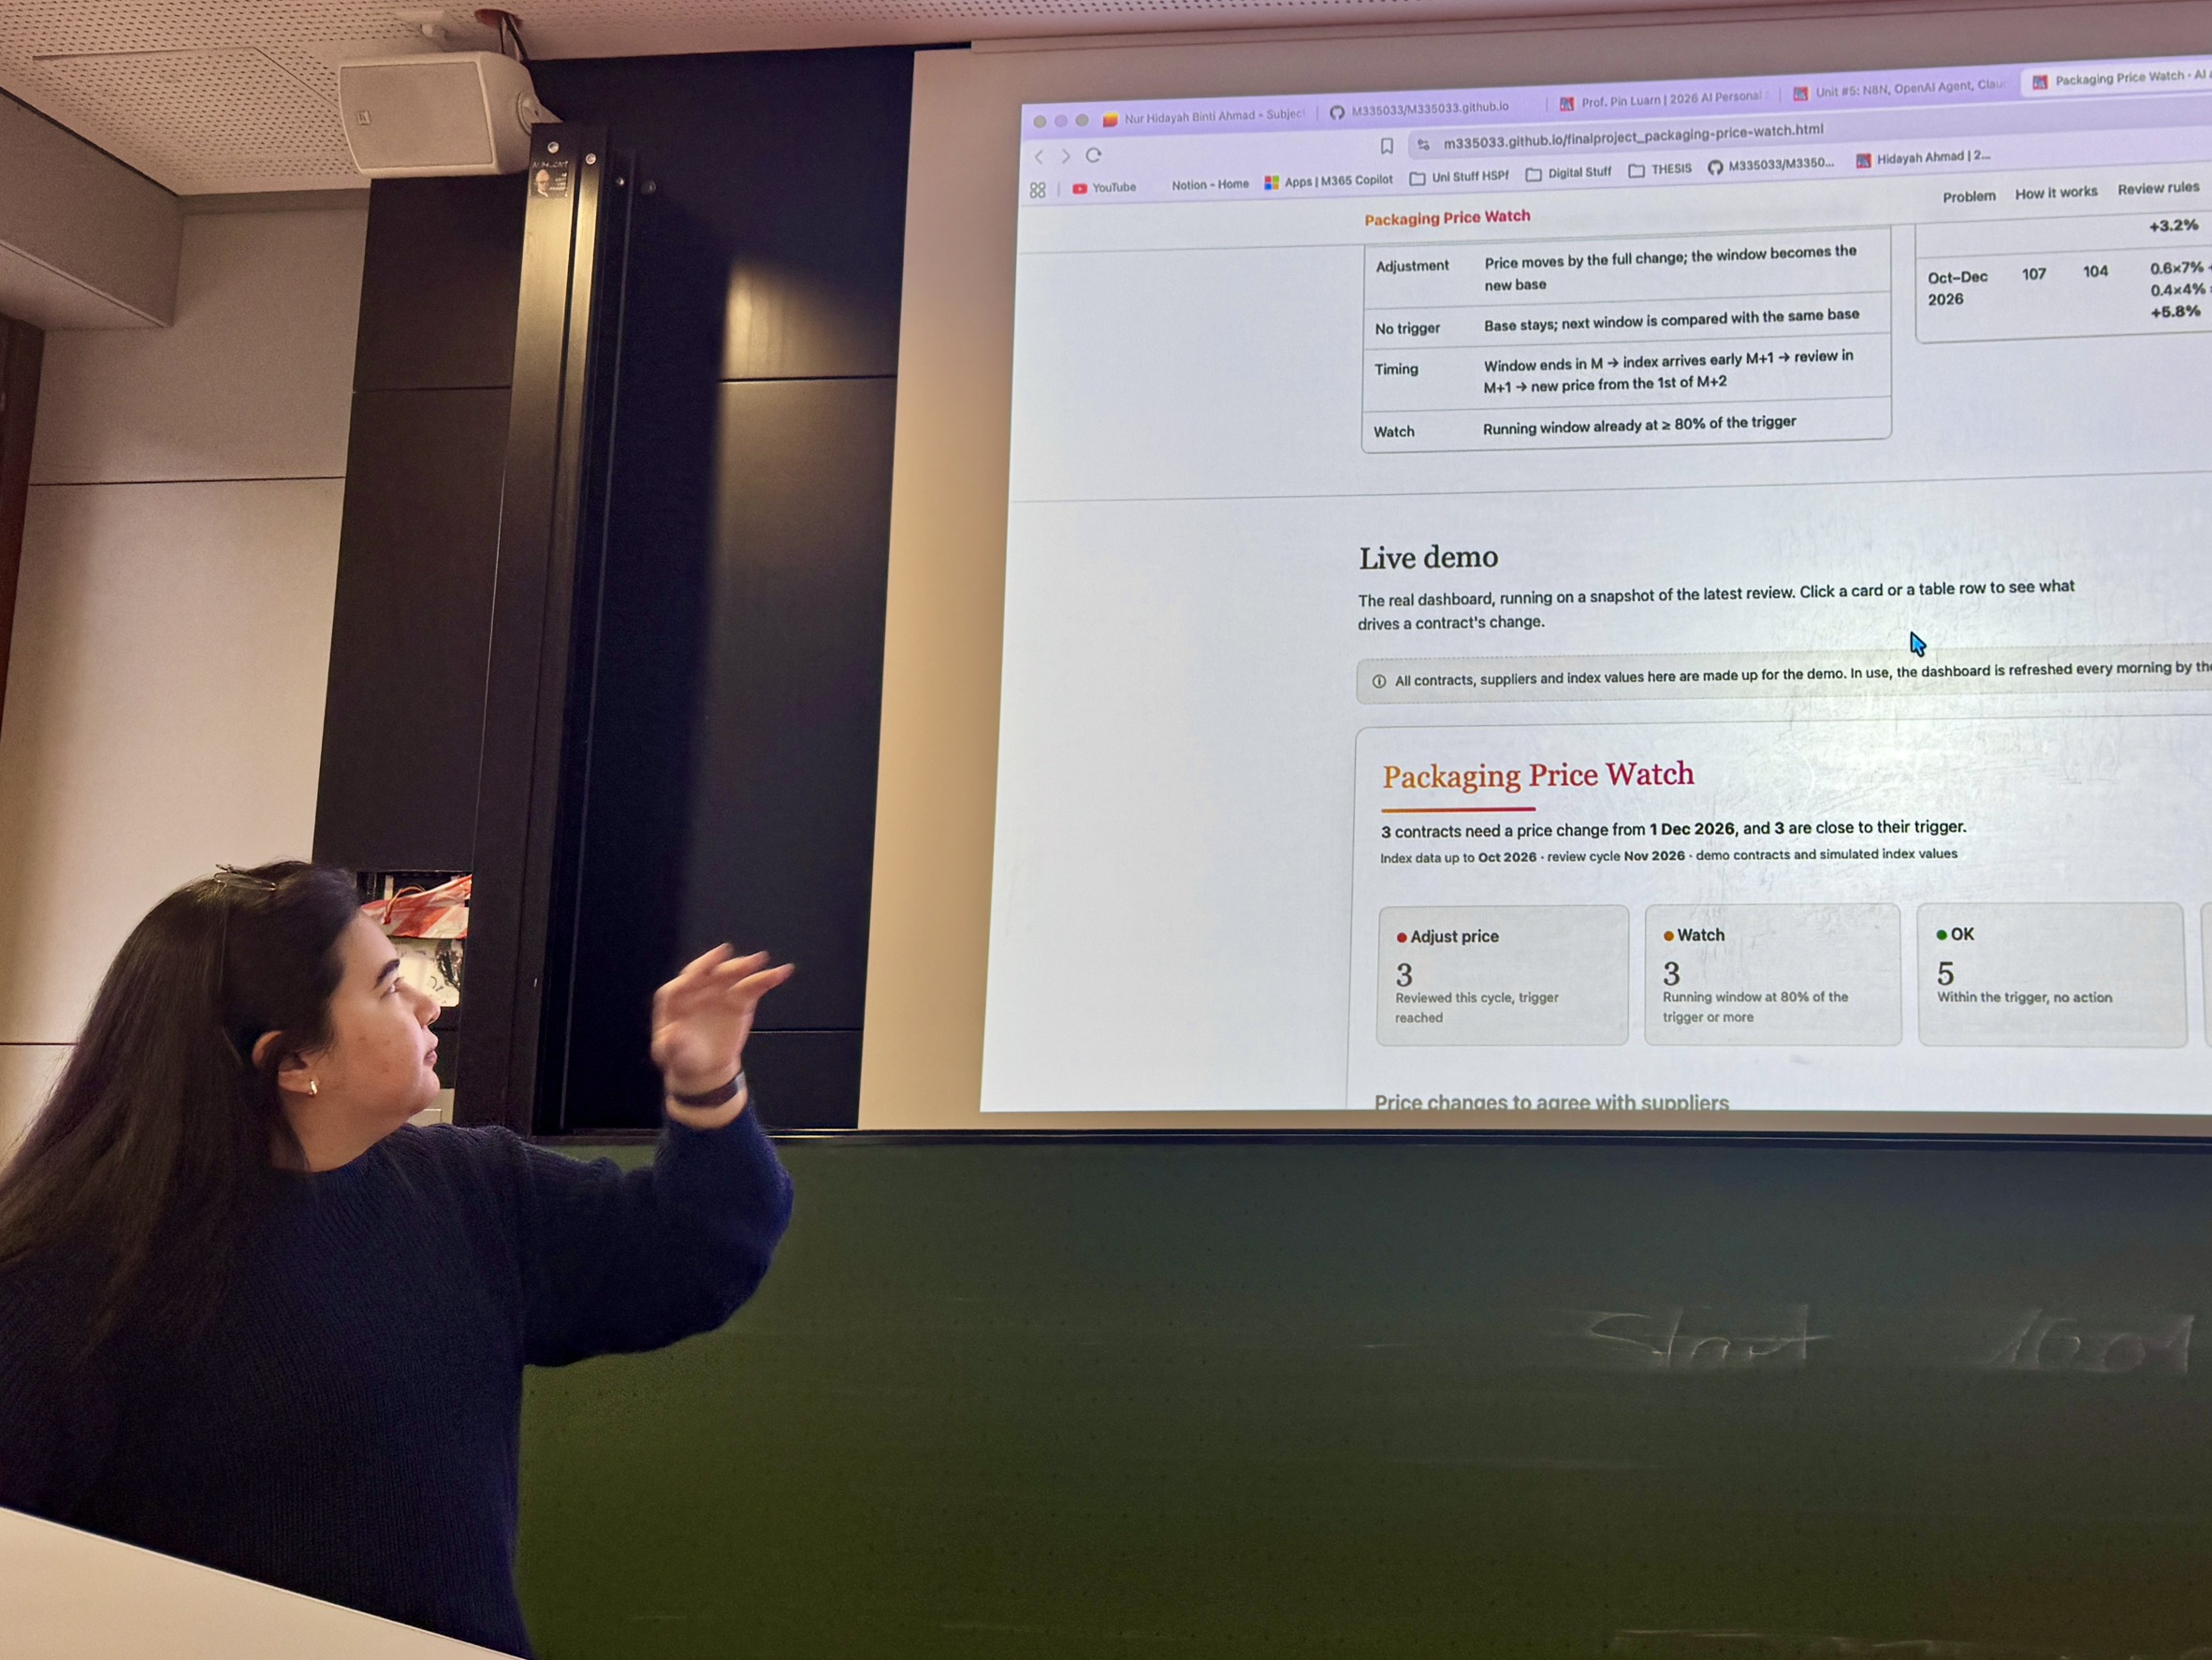 Nur Hidayah Binti Ahmad - Subject
M335033/M335033.github.io
Prof. Pin Luarn | 2026 AI Personal
Unit #5: N8N, OpenAI Agent, Clau
Packaging Price Watch · AI
m335033.github.io/finalproject_packaging-price-watch.html
YouTube
Notion - Home
Apps | M365 Copilot
Uni Stuff HSPf
Digital Stuff
THESIS
M335033/M3350...
Hidayah Ahmad | 2...
Packaging Price Watch
Problem
How it works
Review rules
Adjustment
Price moves by the full change; the window becomes the
new base
No trigger
Base stays; next window is compared with the same base
Timing
Window ends in M → index arrives early M+1 → review in
M+1 → new price from the 1st of M+2
Watch
Running window already at ≥ 80% of the trigger
+3.2%
Oct–Dec
2026
107
104
0.6×7%
0.4×4%
+5.8%
Live demo
The real dashboard, running on a snapshot of the latest review. Click a card or a table row to see what
drives a contract's change.
All contracts, suppliers and index values here are made up for the demo. In use, the dashboard is refreshed every morning by the
Packaging Price Watch
3 contracts need a price change from 1 Dec 2026, and 3 are close to their trigger.
Index data up to Oct 2026 · review cycle Nov 2026 · demo contracts and simulated index values
Adjust price
3
Reviewed this cycle, trigger
reached
Watch
3
Running window at 80% of the
trigger or more
OK
5
Within the trigger, no action
Price changes to agree with suppliers
Start